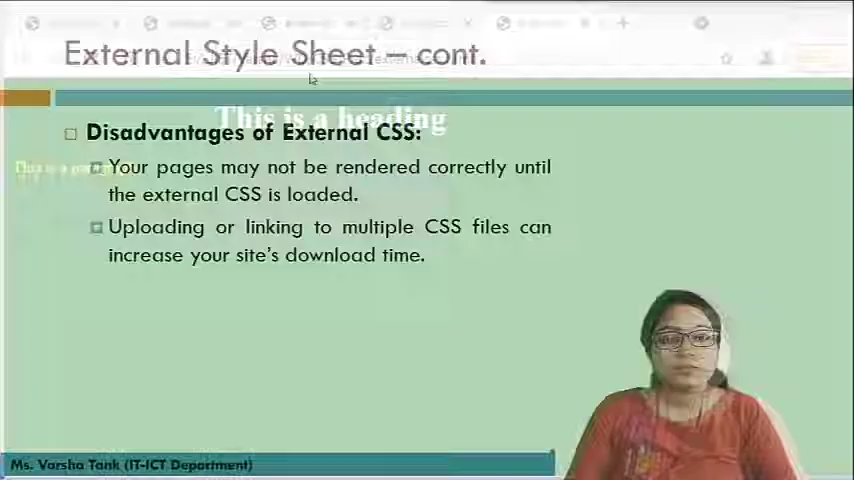 External Style Sheet – cont.
This is a heading
Disadvantages of External CSS:
This is a
Your pages may not be rendered correctly until
the external CSS is loaded.
Uploading or linking to multiple CSS files can
increase your site's download time.
Ms. Varsha Tank (IT-ICT Department)